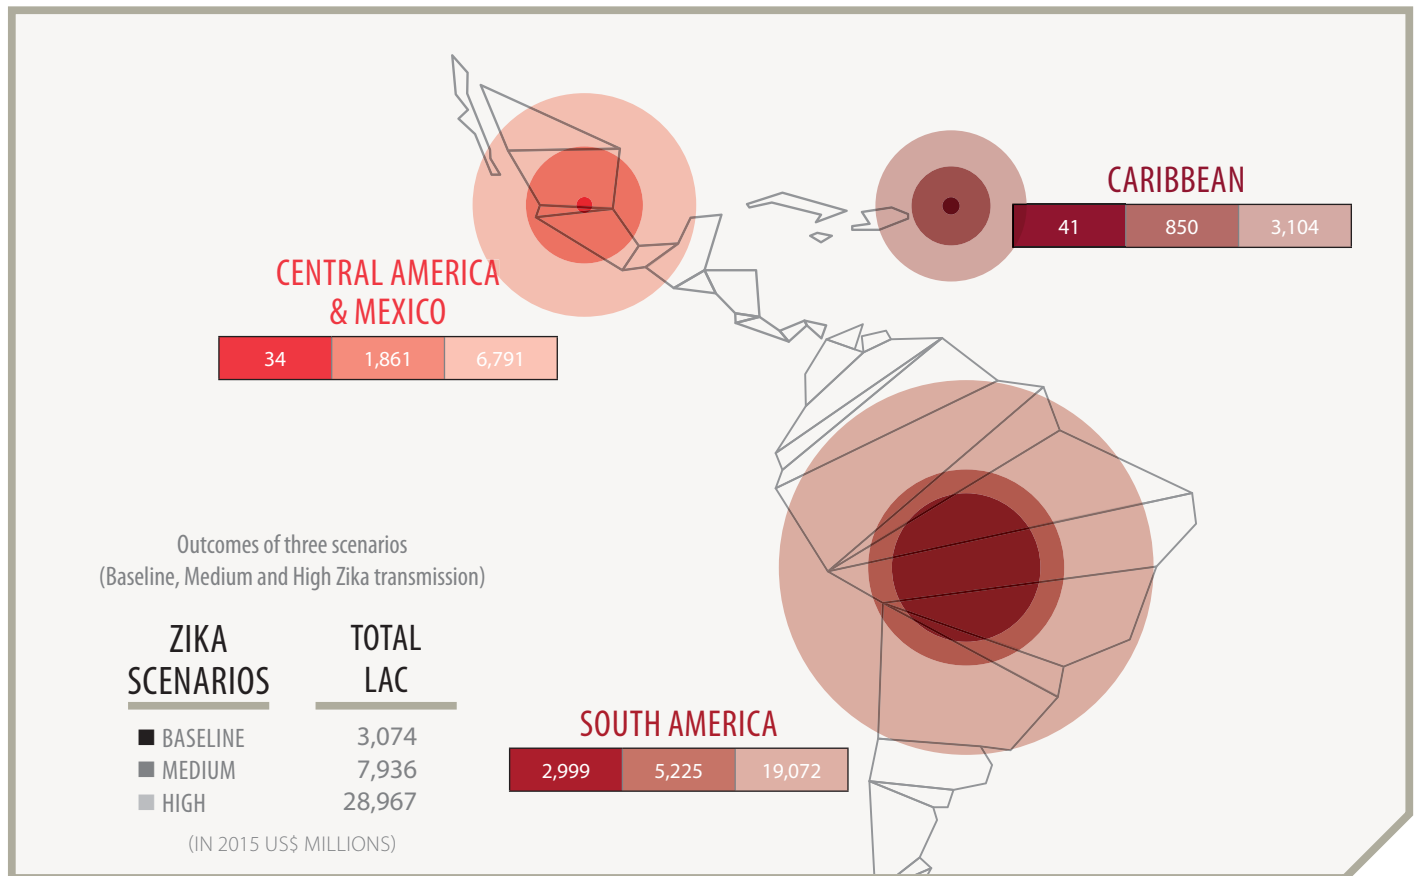 CARIBBEAN
41 850 3,104
CENTRAL AMERICA
& MEXICO
34 1,861 6,791
Outcomes of three scenarios
(Baseline, Medium and High Zika transmission)
ZIKA
SCENARIOS
TOTAL
LAC
BASELINE 3,074
MEDIUM 7,936
HIGH 28,967
(IN 2015 US$ MILLIONS)
SOUTH AMERICA
2,999 5,225 19,072